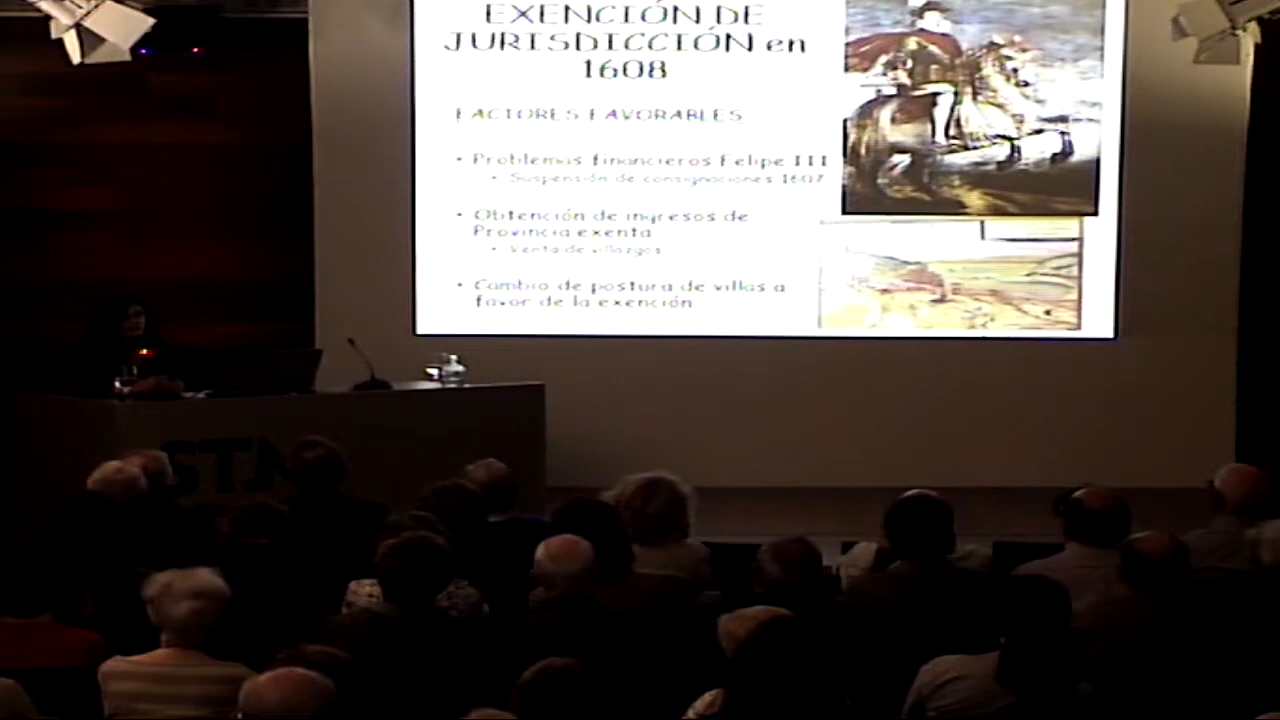 EXENCIÓN DE
JURISDICCIÓN en
1608
FACTORES FAVORABLES
• Problemas financieros Felipe III
• Suspensión de consignaciones 1607
• Obtención de ingresos de
Provincia exenta
• Venta de villazgos
• Cambio de postura de villas a
favor de la exención
STM